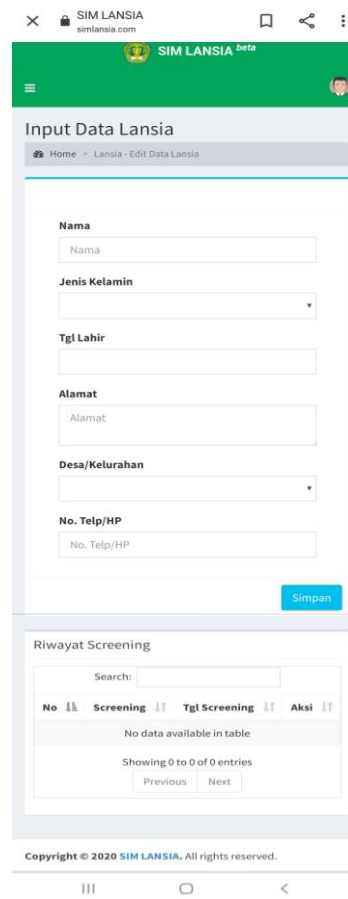 SIM LANSIA
simlansia.com
SIM LANSIA beta
Input Data Lansia
Home > Lansia - Edit Data Lansia
Nama
Nama
Jenis Kelamin
Tgl Lahir
Alamat
Alamat
Desa/Kelurahan
No. Telp/HP
No. Telp/HP
Simpan
Riwayat Screening
Search:
No Screening Tgl Screening Aksi
No data available in table
Showing 0 to 0 of 0 entries
Previous Next
Copyright © 2020 SIM LANSIA. All rights reserved.